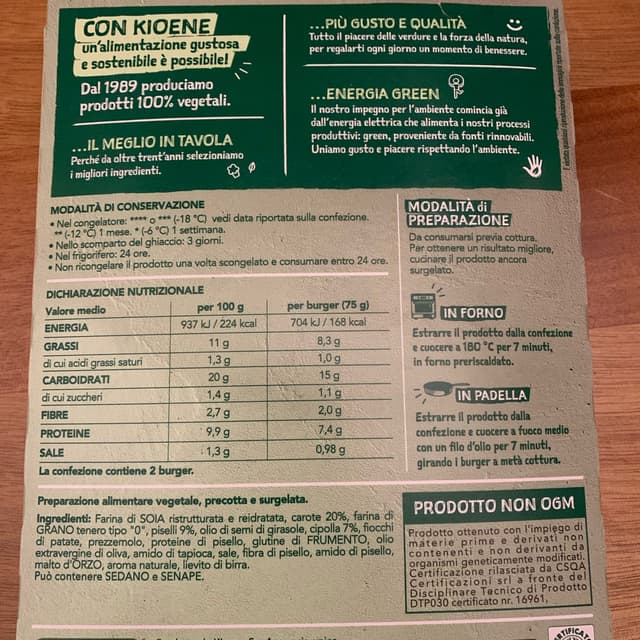 CON KIOENE
un'alimentazione gustosa
e sostenibile è possibile!
Dal 1989 produciamo
prodotti 100% vegetali.
...IL MEGLIO IN TAVOLA
Perché da oltre trent'anni selezioniamo
i migliori ingredienti.
...PIÙ GUSTO E QUALITÀ
Tutto il piacere delle verdure e la forza della natura,
per regalarti ogni giorno un momento di benessere.
...ENERGIA GREEN
Il nostro impegno per l'ambiente comincia già
dall'energia elettrica che alimenta i nostri processi
produttivi: green, proveniente da fonti rinnovabili.
Uniamo gusto e piacere rispettando l'ambiente.
MODALITÀ DI CONSERVAZIONE
• Nel congelatore: **** o *** (-18 °C) vedi data riportata sulla confezione.
** (-12 °C) 1 mese. * (-6 °C) 1 settimana.
• Nello scomparto del ghiaccio: 3 giorni.
• Nel frigorifero: 24 ore.
• Non ricongelare il prodotto una volta scongelato e consumare entro 24 ore.
DICHIARAZIONE NUTRIZIONALE
Valore medio per 100 g per burger (75 g)
ENERGIA 937 kJ / 224 kcal 704 kJ / 168 kcal
GRASSI 11 g 8,3 g
di cui acidi grassi saturi 1,3 g 1,0 g
CARBOIDRATI 20 g 15 g
di cui zuccheri 1,4 g 1,1 g
FIBRE 2,7 g 2,0 g
PROTEINE 9,9 g 7,4 g
SALE 1,3 g 0,98 g
La confezione contiene 2 burger.
MODALITÀ di
PREPARAZIONE
Da consumarsi previa cottura.
Per ottenere un risultato migliore,
cucinare il prodotto ancora
surgelato.
IN FORNO
Estrarre il prodotto dalla confezione
e cuocere a 180 °C per 7 minuti,
in forno preriscaldato.
IN PADELLA
Estrarre il prodotto dalla
confezione e cuocere a fuoco medio
con un filo d'olio per 7 minuti,
girando i burger a metà cottura.
Preparazione alimentare vegetale, precotta e surgelata.
Ingredienti: Farina di SOIA ristrutturata e reidratata, carote 20%, farina di
GRANO tenero tipo "0", piselli 9%, olio di semi di girasole, cipolla 7%, fiocchi
di patate, prezzemolo, proteine di pisello, glutine di FRUMENTO, olio
extravergine di oliva, amido di tapioca, sale, fibra di pisello, amido di pisello,
malto d'ORZO, aroma naturale, lievito di birra.
Può contenere SEDANO e SENAPE.
PRODOTTO NON OGM
Prodotto ottenuto con l'impiego di
materie prime e derivati non
contenenti e non derivanti da
organismi geneticamente modificati.
Certificazione rilasciata da CSQA
Certificazioni srl a fronte del
Disciplinare Tecnico di Prodotto
DTP030 certificato nr. 16961,